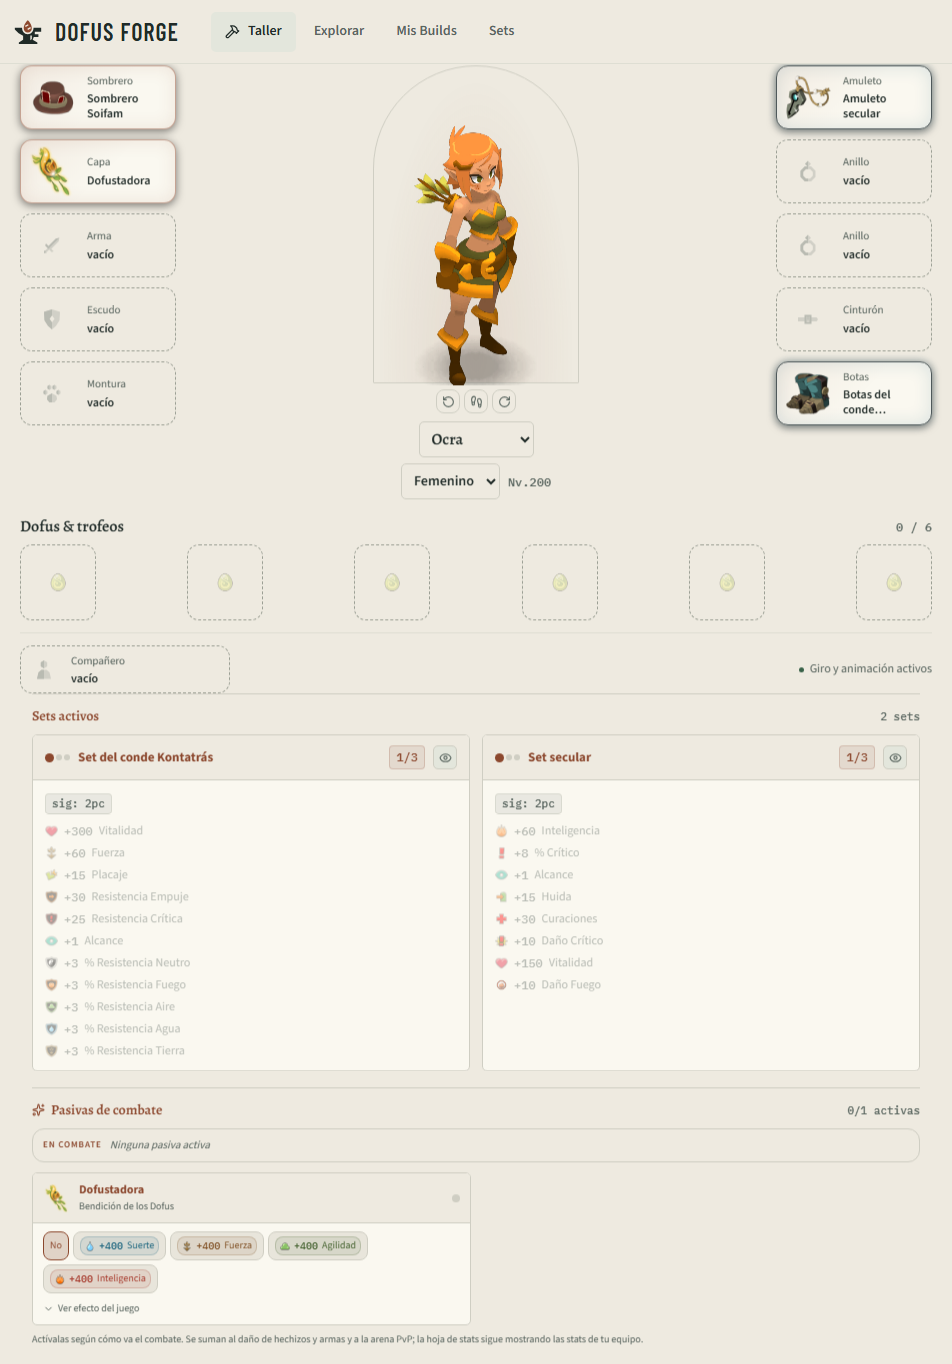 DOFUS FORGE
Taller
Explorar
Mis Builds
Sets
Sombrero
Sombrero
Soifam
Capa
Dofustadora
Arma
vacío
Escudo
vacío
Montura
vacío
Amuleto
Amuleto
secular
Anillo
vacío
Anillo
vacío
Cinturón
vacío
Botas
Botas del
conde...
Ocra
Femenino
Nv.200
Dofus & trofeos
0 / 6
Compañero
vacío
Giro y animación activos
Sets activos
2 sets
Set del conde Kontatrás
1/3
sig: 2pc
+300 Vitalidad
+60 Fuerza
+15 Placaje
+30 Resistencia Empuje
+25 Resistencia Crítica
+1 Alcance
+3 % Resistencia Neutro
+3 % Resistencia Fuego
+3 % Resistencia Aire
+3 % Resistencia Agua
+3 % Resistencia Tierra
Set secular
1/3
sig: 2pc
+60 Inteligencia
+8 % Crítico
+1 Alcance
+15 Huida
+30 Curaciones
+10 Daño Crítico
+150 Vitalidad
+10 Daño Fuego
Pasivas de combate
0/1 activas
EN COMBATE Ninguna pasiva activa
Dofustadora
Bendición de los Dofus
No
+400 Suerte
+400 Fuerza
+400 Agilidad
+400 Inteligencia
Ver efecto del juego
Actívalas según cómo va el combate. Se suman al daño de hechizos y armas y a la arena PvP; la hoja de stats sigue mostrando las stats de tu equipo.